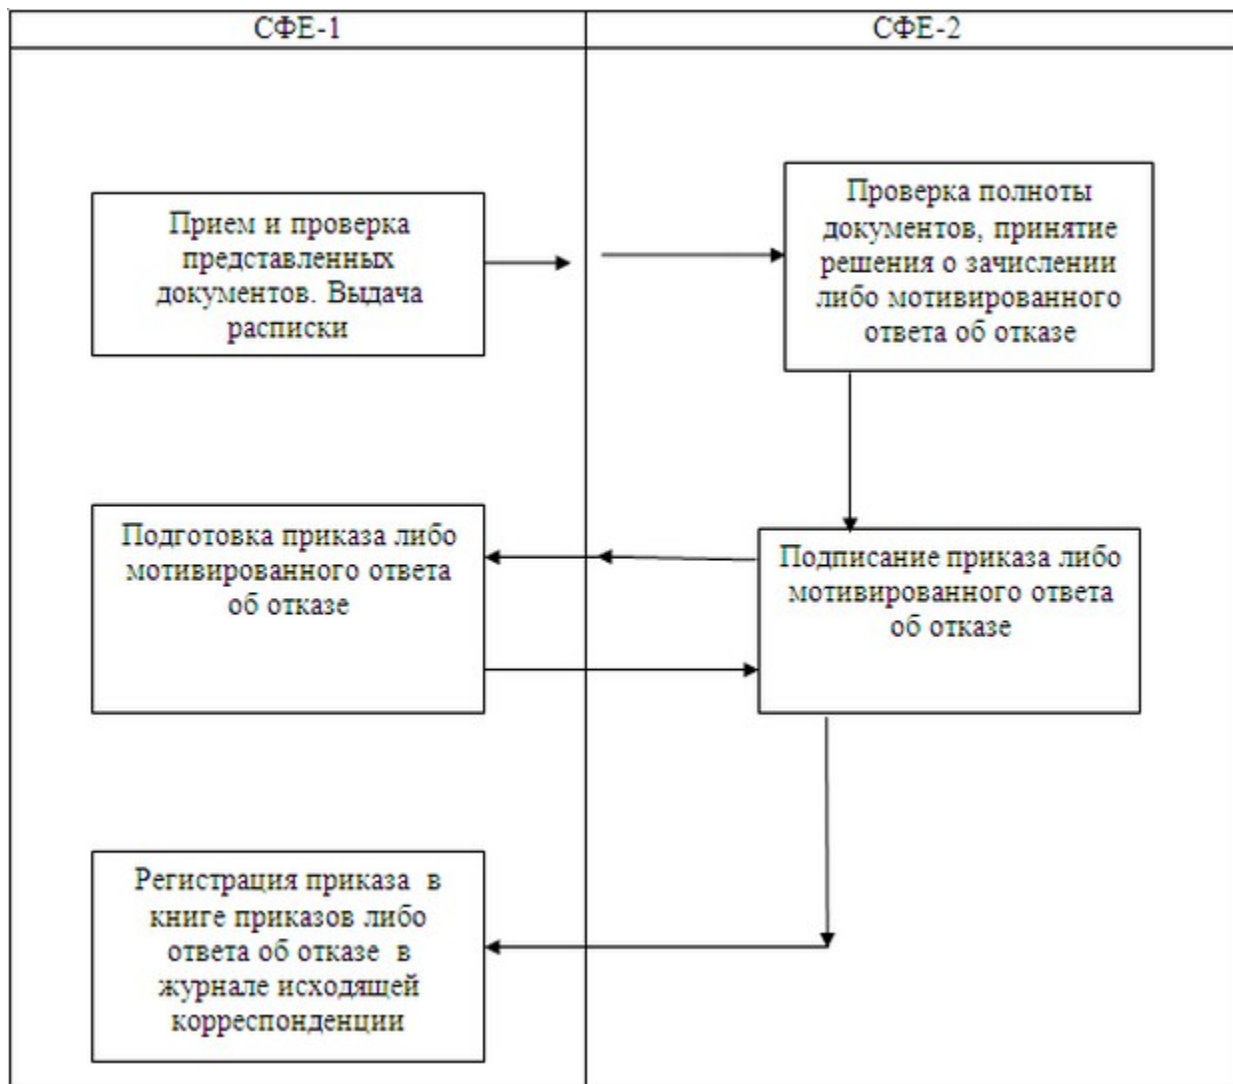 СФЕ-1
СФЕ-2
Прием и проверка
представленных
документов. Выдача
расписки
Проверка полноты
документов, принятие
решения о зачислении
либо мотивированного
ответа об отказе
Подготовка приказа либо
мотивированного ответа
об отказе
Подписание приказа либо
мотивированного ответа
об отказе
Регистрация приказа в
книге приказов либо
ответа об отказе в
журнале исходящей
корреспонденции